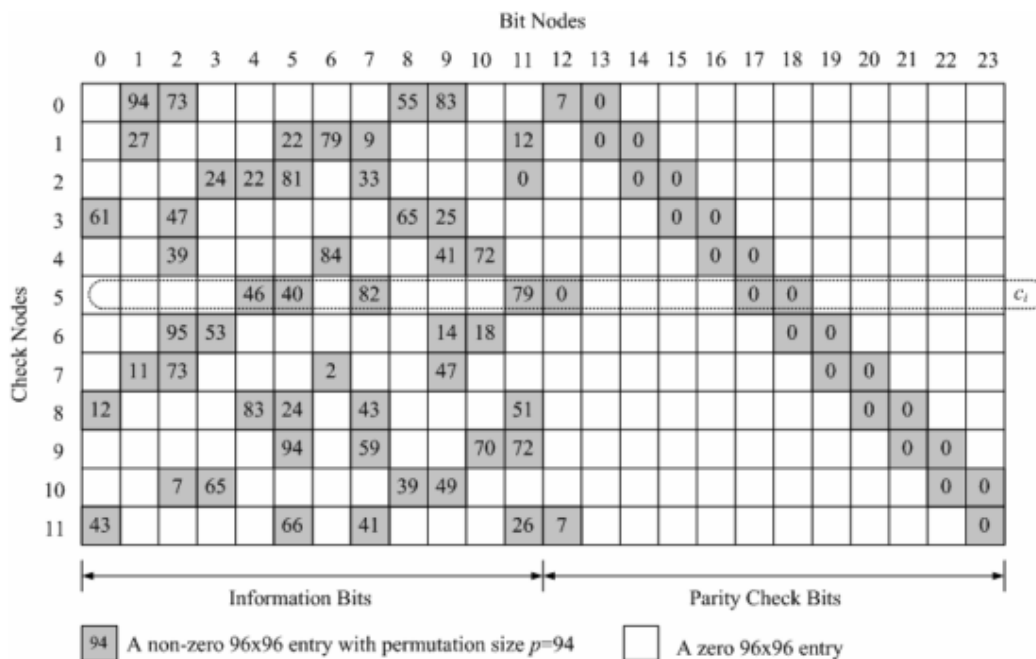 Bit Nodes
0 1 2 3 4 5 6 7 8 9 10 11 12 13 14 15 16 17 18 19 20 21 22 23
0 94 73 55 83 7 0
1 27 22 79 9 12 0 0
2 24 22 81 33 0 0 0
3 61 47 65 25 0 0
4 39 84 41 72 0 0
5 46 40 82 79 0 0 0 ci
6 95 53 14 18 0 0
7 11 73 2 47 0 0
8 12 83 24 43 51 0 0
9 94 59 70 72 0 0
10 7 65 39 49 0 0
11 43 66 41 26 7 0
Check Nodes
Information Bits Parity Check Bits
94 A non-zero 96x96 entry with permutation size p=94 A zero 96x96 entry